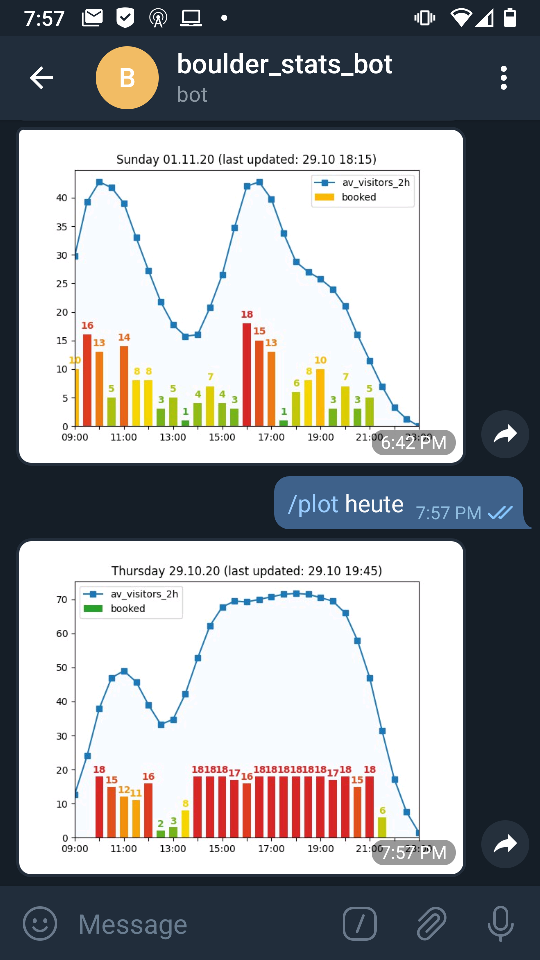 7:57
B
boulder_stats_bot
bot
Sunday 01.11.20 (last updated: 29.10 18:15)
av_visitors_2h
booked
40
35
30
25
20
15
10
5
0
10 16 13 5 14 8 8 3 5 1 4 7 4 3 18 15 13 1 6 8 10 3 7 3 5
09:00 11:00 13:00 15:00 17:00 19:00 21:00
6:42 PM
/plot heute 7:57 PM
Thursday 29.10.20 (last updated: 29.10 19:45)
av_visitors_2h
booked
70
60
50
40
30
20
10
0
18 15 12 11 16 2 3 8 18 18 18 17 16 18 18 18 18 18 18 17 18 15 18 6
09:00 11:00 13:00 15:00 17:00 19:00 21:00
7:57 PM
Message